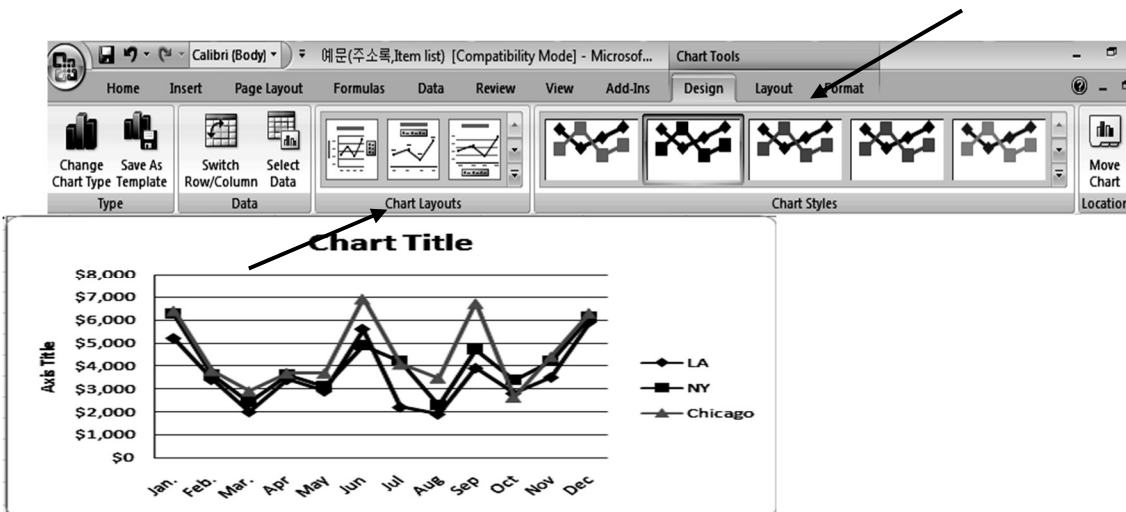 Calibri (Body) 예문(주소록,Item list) [Compatibility Mode] - Microsof... Chart Tools
Home Insert Page Layout Formulas Data Review View Add-Ins Design Layout Format
Change Chart Type
Save As Template
Switch Row/Column
Select Data
Move Chart
Type Data Chart Layouts Chart Styles Location
Chart Title
Axis Title
$8,000
$7,000
$6,000
$5,000
$4,000
$3,000
$2,000
$1,000
$0
Jan. Feb. Mar. Apr May Jun Jul Aug Sep Oct Nov Dec
LA
NY
Chicago